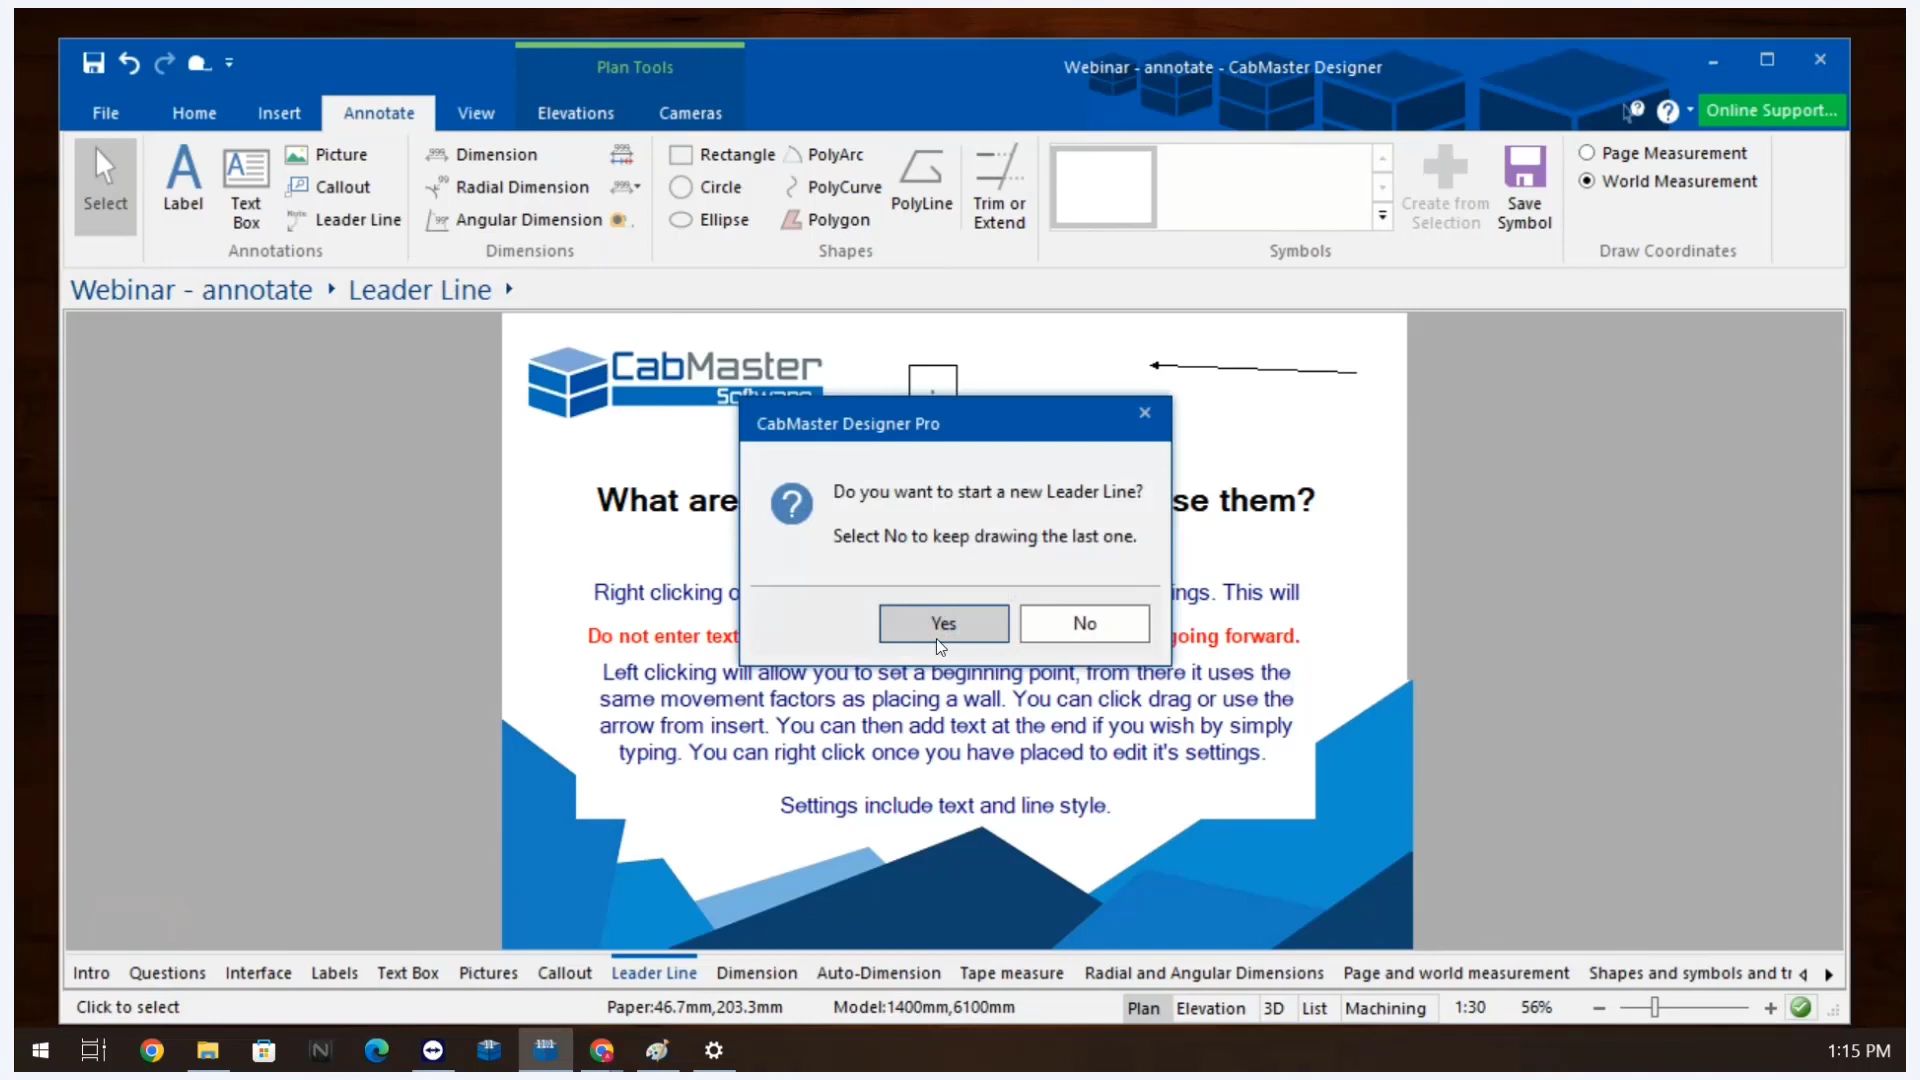 Plan Tools
Webinar - annotate - CabMaster Designer
File Home Insert Annotate View Elevations Cameras
Online Support...
Select
Label
Text Box
Picture
Callout
Leader Line
Annotations
Dimension
Radial Dimension
Angular Dimension
Dimensions
Rectangle
Circle
Ellipse
PolyArc
PolyCurve
Polygon
PolyLine
Shapes
Trim or Extend
Symbols
Create from Selection
Save Symbol
Page Measurement
World Measurement
Draw Coordinates
Webinar - annotate Leader Line
CabMaster
Software
CabMaster Designer Pro
Do you want to start a new Leader Line?
Select No to keep drawing the last one.
Yes No
What are se them?
Right clicking ings. This will
Do not enter text going forward.
Left clicking will allow you to set a beginning point, from there it uses the
same movement factors as placing a wall. You can click drag or use the
arrow from insert. You can then add text at the end if you wish by simply
typing. You can right click once you have placed to edit it's settings.
Settings include text and line style.
Intro Questions Interface Labels Text Box Pictures Callout Leader Line Dimension Auto-Dimension Tape measure Radial and Angular Dimensions Page and world measurement Shapes and symbols and tr
Click to select Paper:46.7mm,203.3mm Model:1400mm,6100mm Plan Elevation 3D List Machining 1:30 56%
1:15 PM